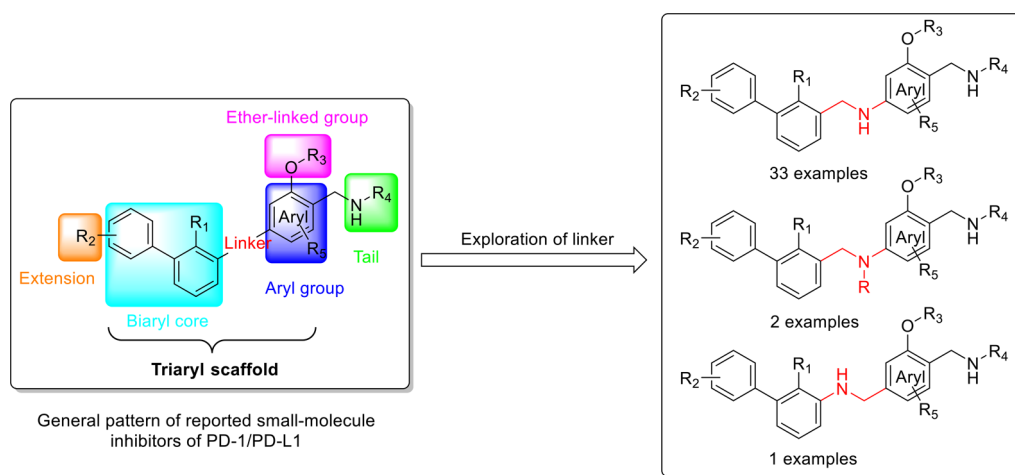 Ether-linked group
O
R3
R1
R2
Linker
Aryl
R5
N
H
R4
Extension
Biaryl core
Aryl group
Tail
Triaryl scaffold
General pattern of reported small-molecule
inhibitors of PD-1/PD-L1
Exploration of linker
R2
R1
N
H
O
R3
Aryl
R5
N
H
R4
33 examples
R2
R1
N
R
O
R3
Aryl
R5
N
H
R4
2 examples
R2
R1
H
N
O
R3
Aryl
R5
N
H
R4
1 examples